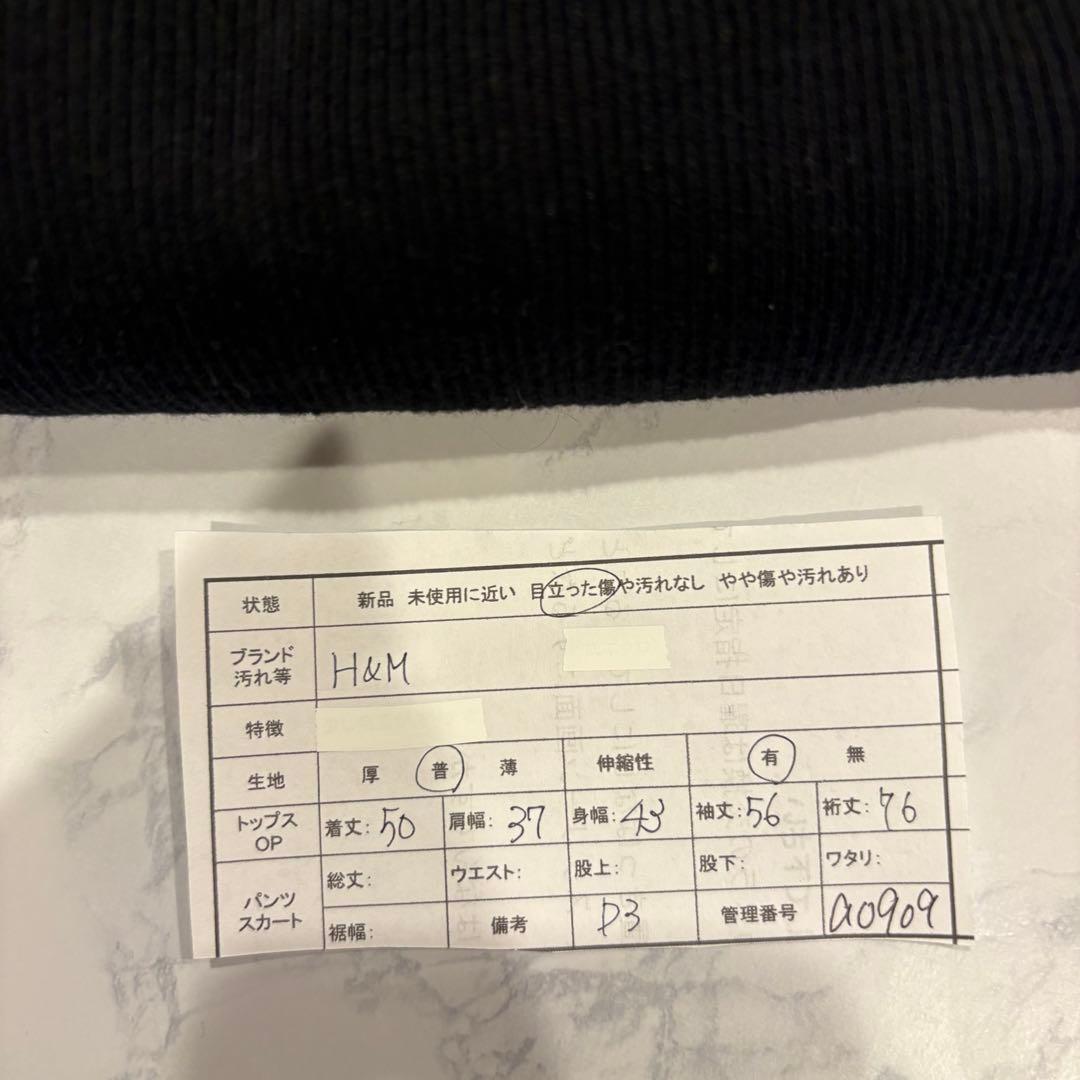 状態 新品 未使用に近い 目立った傷や汚れなし やや傷や汚れあり
ブランド
汚れ等 H&M
特徴
生地 厚 普 薄 伸縮性 有 無
トップス
OP 着丈: 50 肩幅: 37 身幅: 43 袖丈: 56 裄丈: 76
パンツ
スカート 総丈: ウエスト: 股上: 股下: ワタリ:
裾幅: 備考 P3 管理番号 a0909